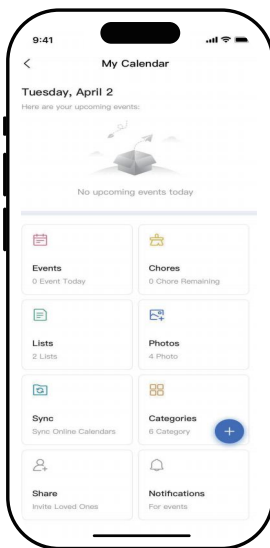 9:41
My Calendar
Tuesday, April 2
Here are your upcoming events:
No upcoming events today
Events
0 Event Today
Chores
0 Chore Remaining
Lists
2 Lists
Photos
4 Photo
Sync
Sync Online Calendars
Categories
6 Category
Share
Invite Loved Ones
Notifications
For events